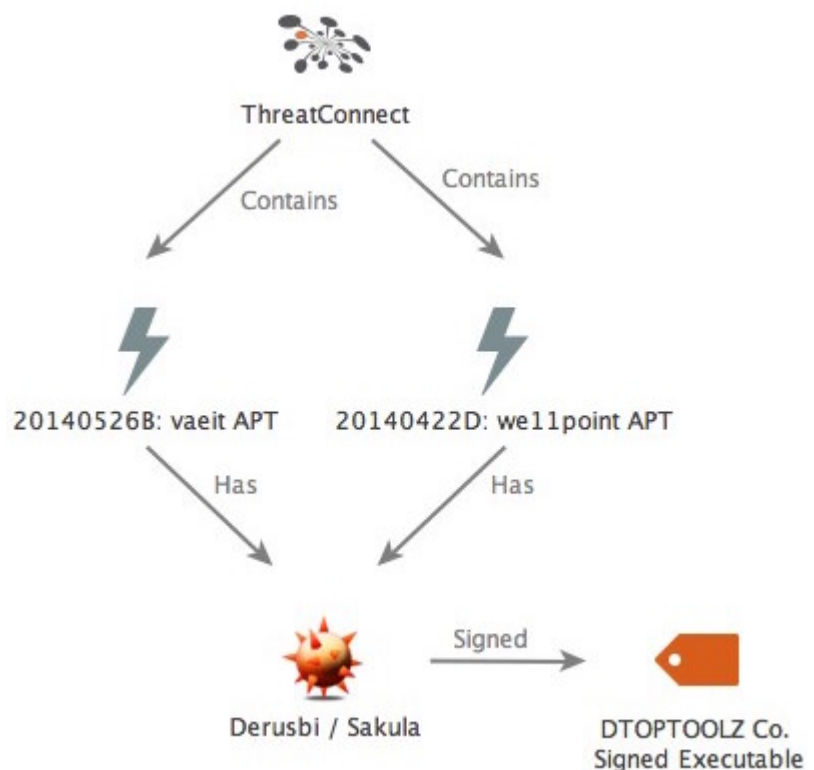 ThreatConnect
Contains
Contains
20140526B: vaeit APT
20140422D: we11point APT
Has
Has
Signed
Derusbi / Sakula
DTOPTOOLZ Co.
Signed Executable